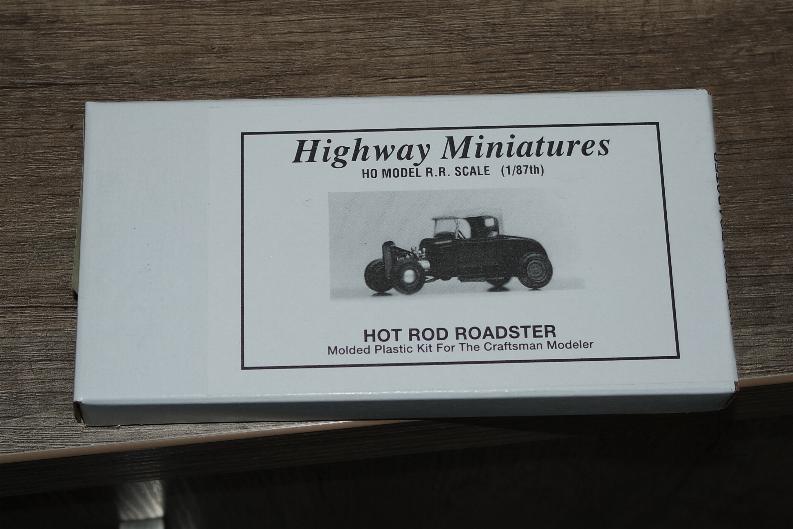 Highway Miniatures
HO MODEL R.R. SCALE (1/87th)
HOT ROD ROADSTER
Molded Plastic Kit For The Craftsman Modeler